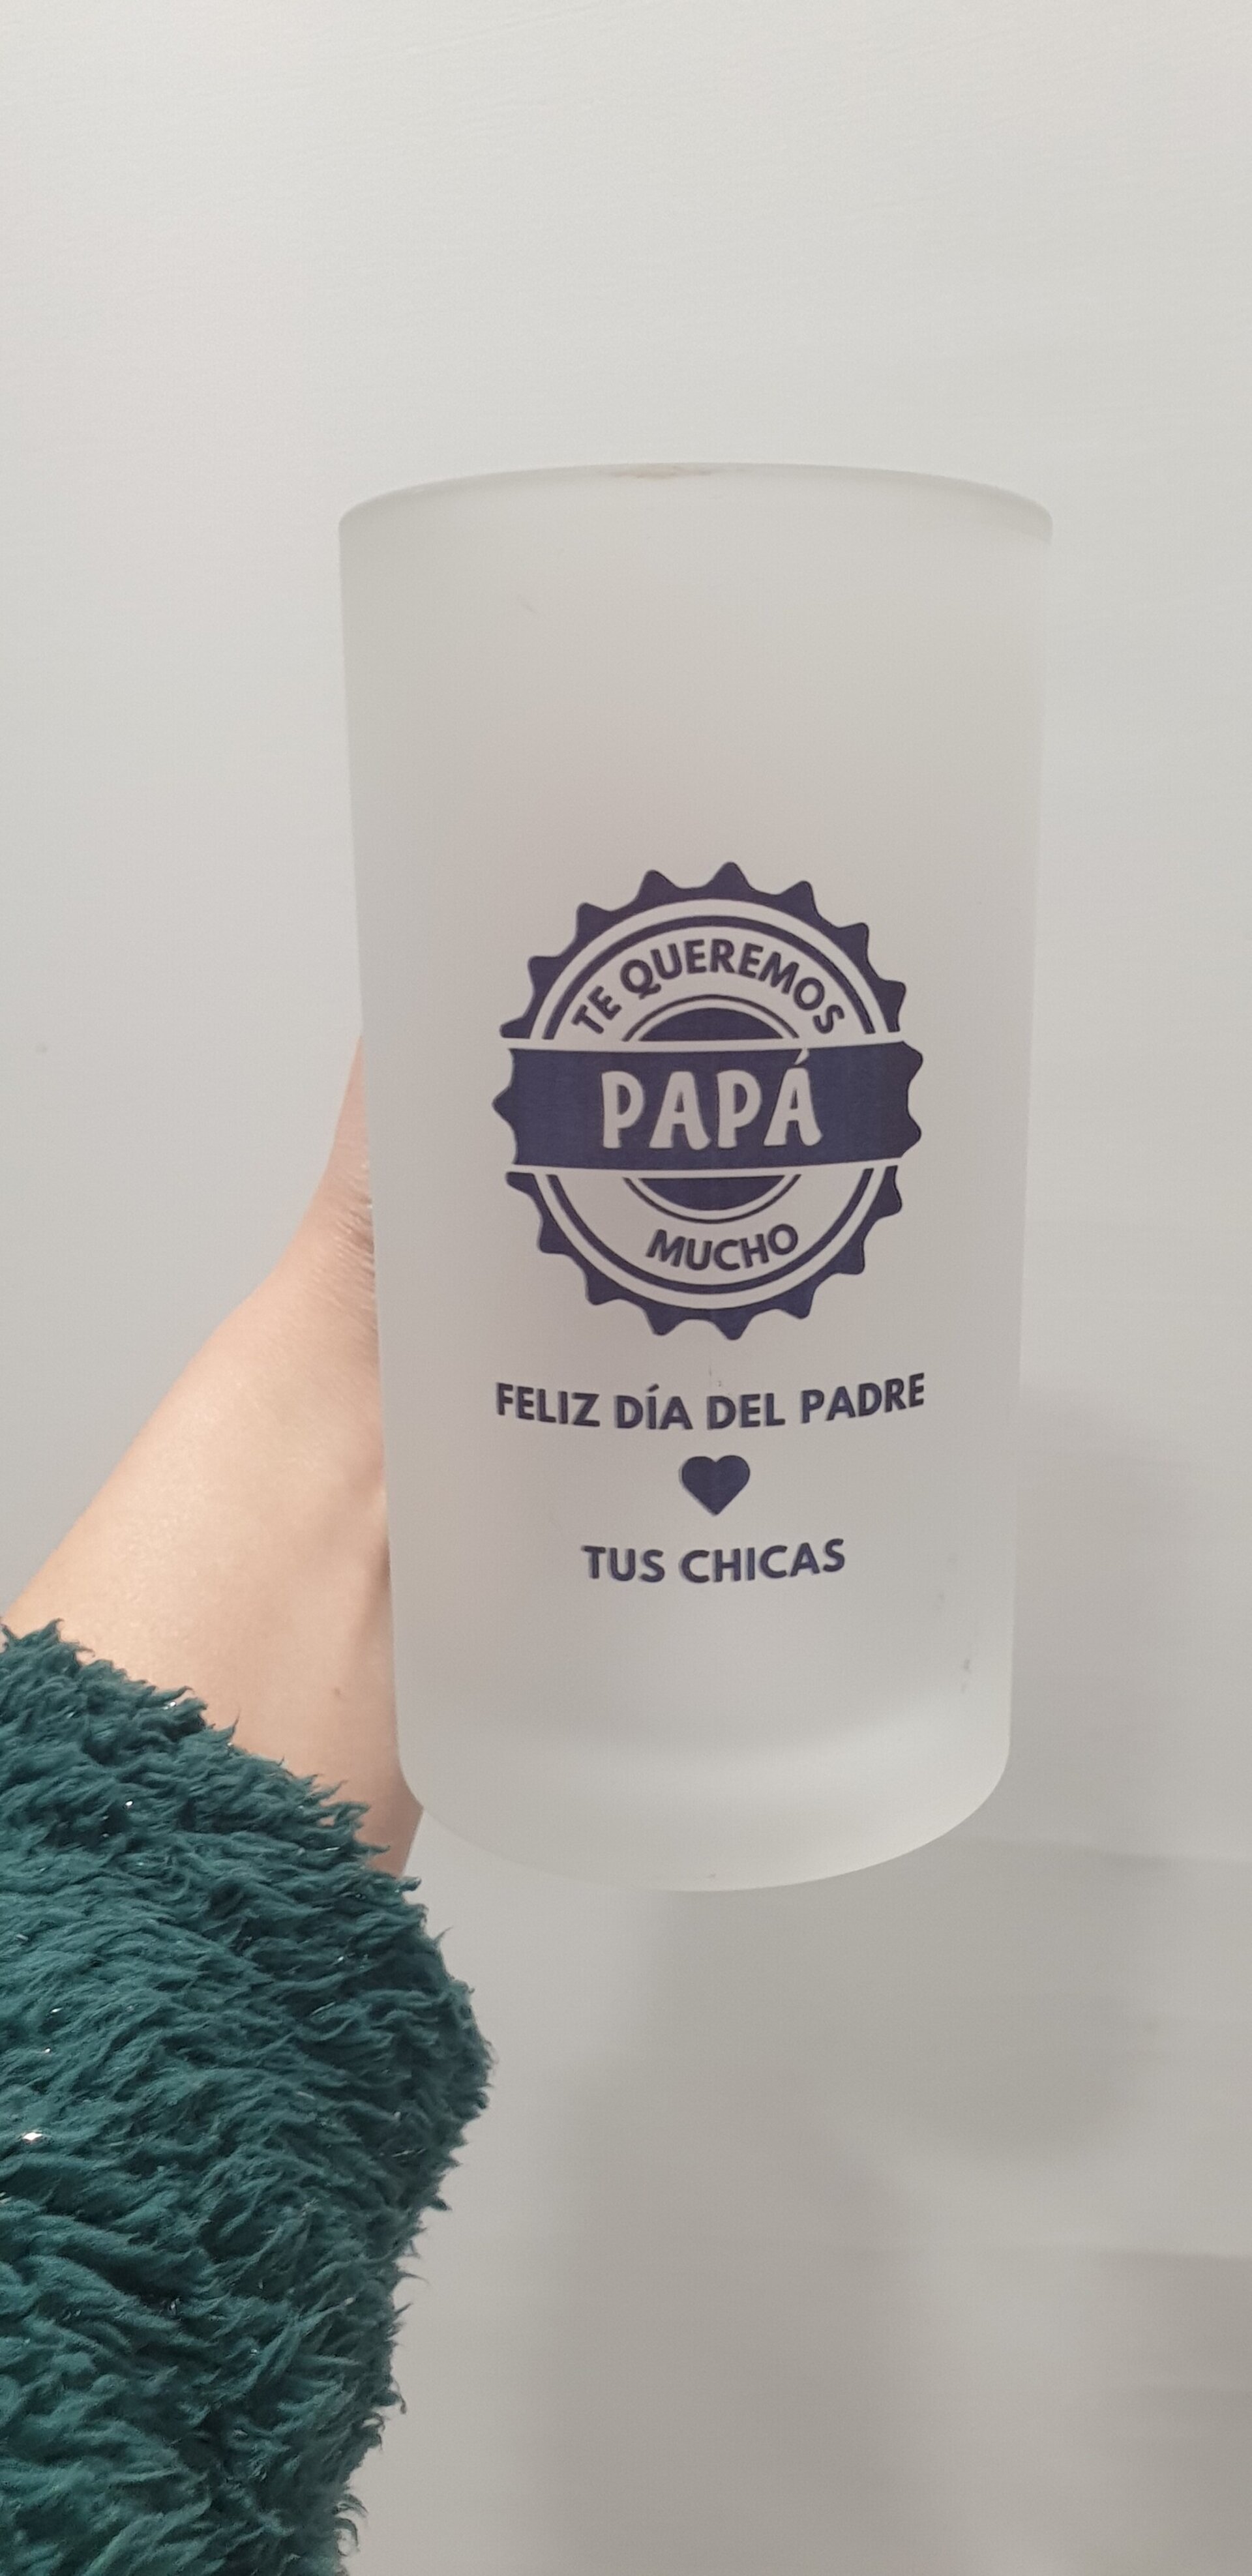 TE QUEREMOS
PAPÁ
MUCHO
FELIZ DÍA DEL PADRE
TUS CHICAS